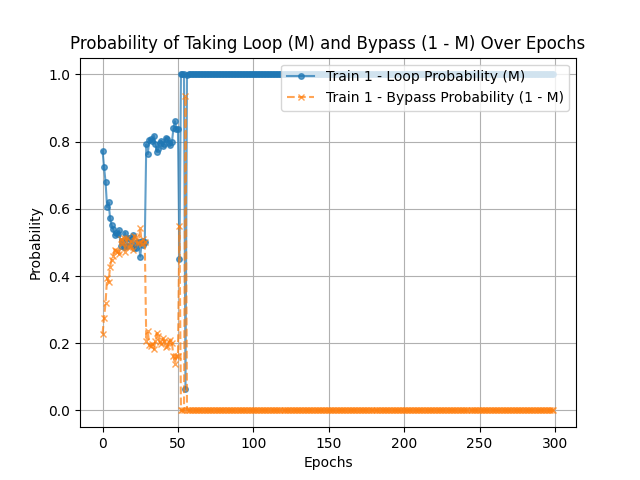 Probability of Taking Loop (M) and Bypass (1 - M) Over Epochs
Train 1 - Loop Probability (M)
Train 1 - Bypass Probability (1 - M)
1.0
0.8
0.6
0.4
0.2
0.0
Probability
0 50 100 150 200 250 300
Epochs